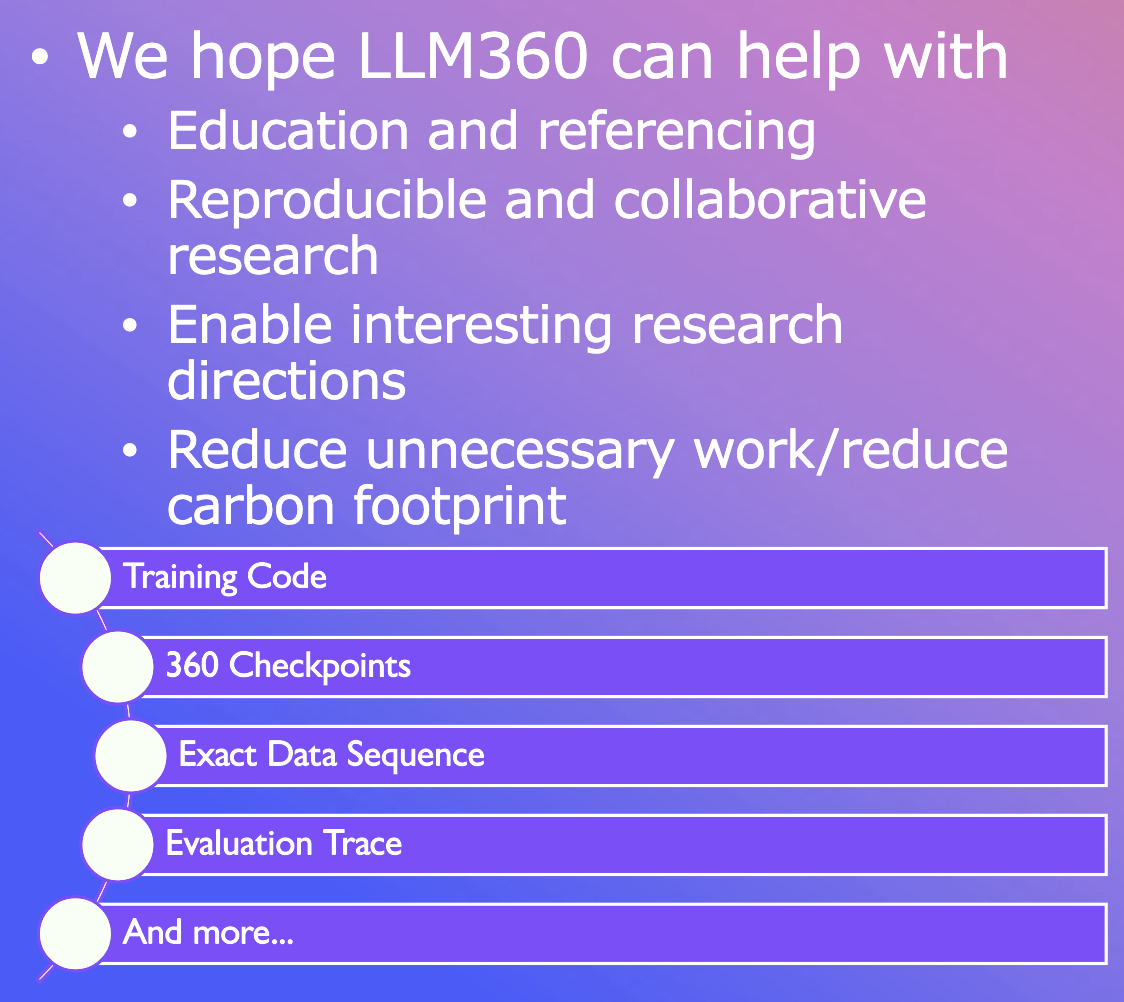 • We hope LLM360 can help with
• Education and referencing
• Reproducible and collaborative
research
• Enable interesting research
directions
• Reduce unnecessary work/reduce
carbon footprint
Training Code
360 Checkpoints
Exact Data Sequence
Evaluation Trace
And more...